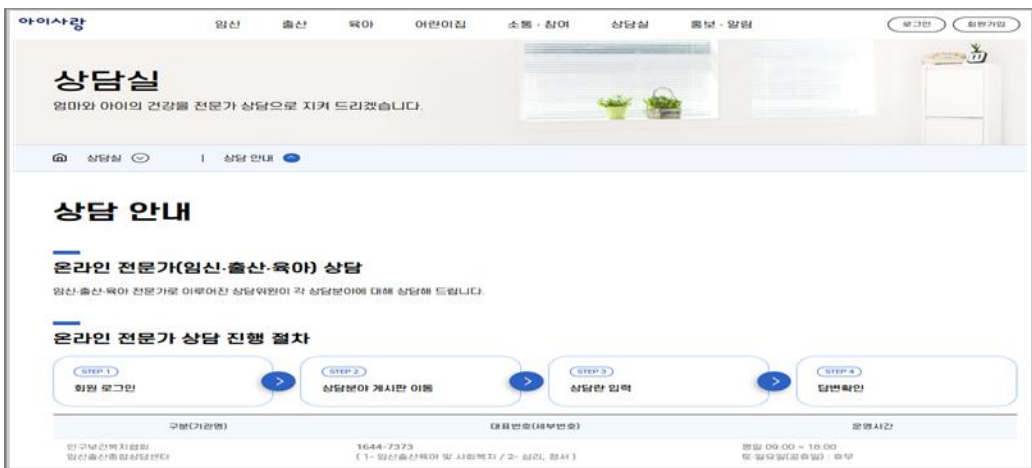 아이사랑
임신 출산 육아 어린이집 소통·참여 상담실 홍보·알림 로그인 회원가입
상담실
엄마와 아이의 건강을 전문가 상담으로 지켜 드리겠습니다.
상담실 | 상담 안내
상담 안내
온라인 전문가(임신·출산·육아) 상담
임신·출산·육아 전문가로 이루어진 상담위원이 각 상담분야에 대해 상담해 드립니다.
온라인 전문가 상담 진행 절차
STEP 1 STEP 2 STEP 3 STEP 4
회원 로그인 상담분야 게시판 이동 상담란 입력 답변확인
구분(기관명) 대표번호(세부번호) 운영시간
인구보건복지협회 1644-7373 평일 09:00 ~ 18:00
임신출산종합상담센터 ( 1- 임신출산육아 및 사회복지 / 2- 심리, 정서 ) 토·일요일(공휴일) : 휴무